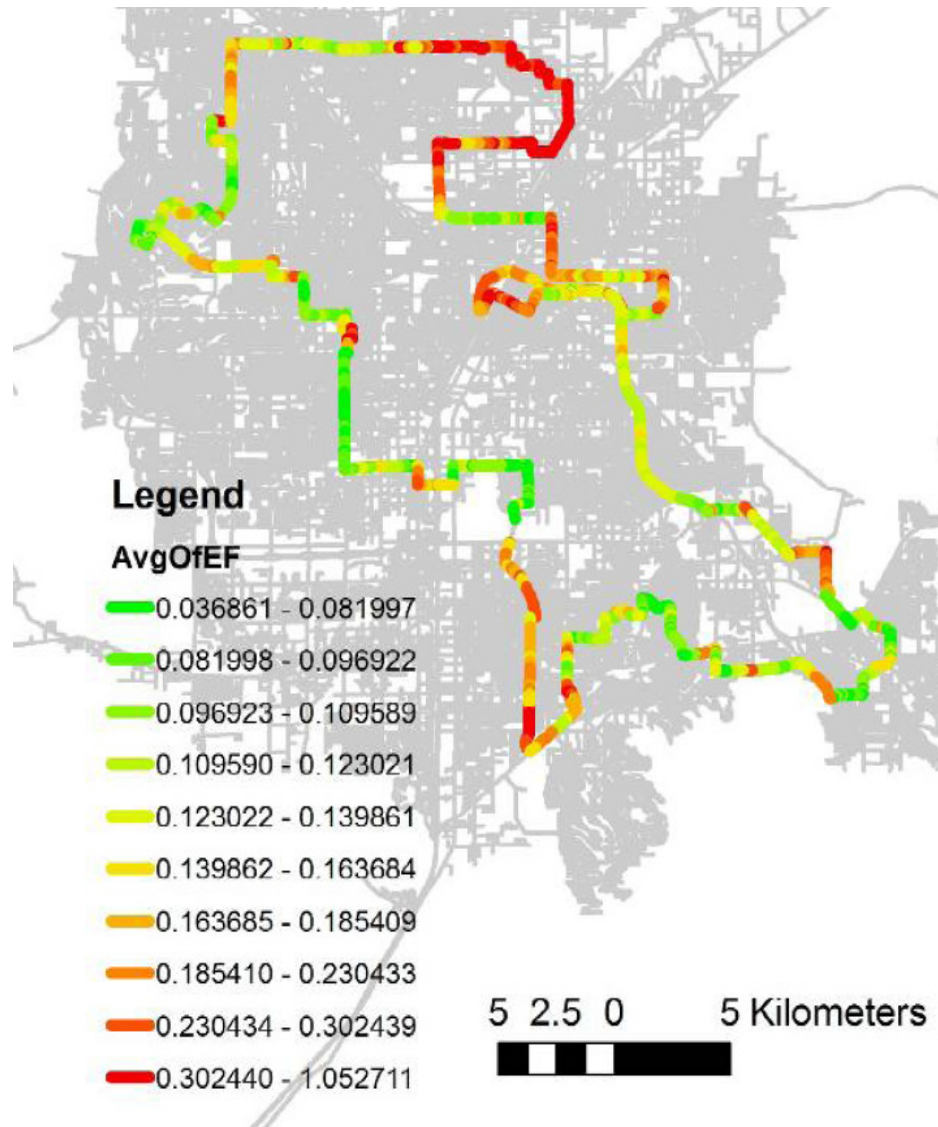 Legend
AvgOfEF
0.036861 - 0.081997
0.081998 - 0.096922
0.096923 - 0.109589
0.109590 - 0.123021
0.123022 - 0.139861
0.139862 - 0.163684
0.163685 - 0.185409
0.185410 - 0.230433
0.230434 - 0.302439
0.302440 - 1.052711
5 2.5 0 5 Kilometers